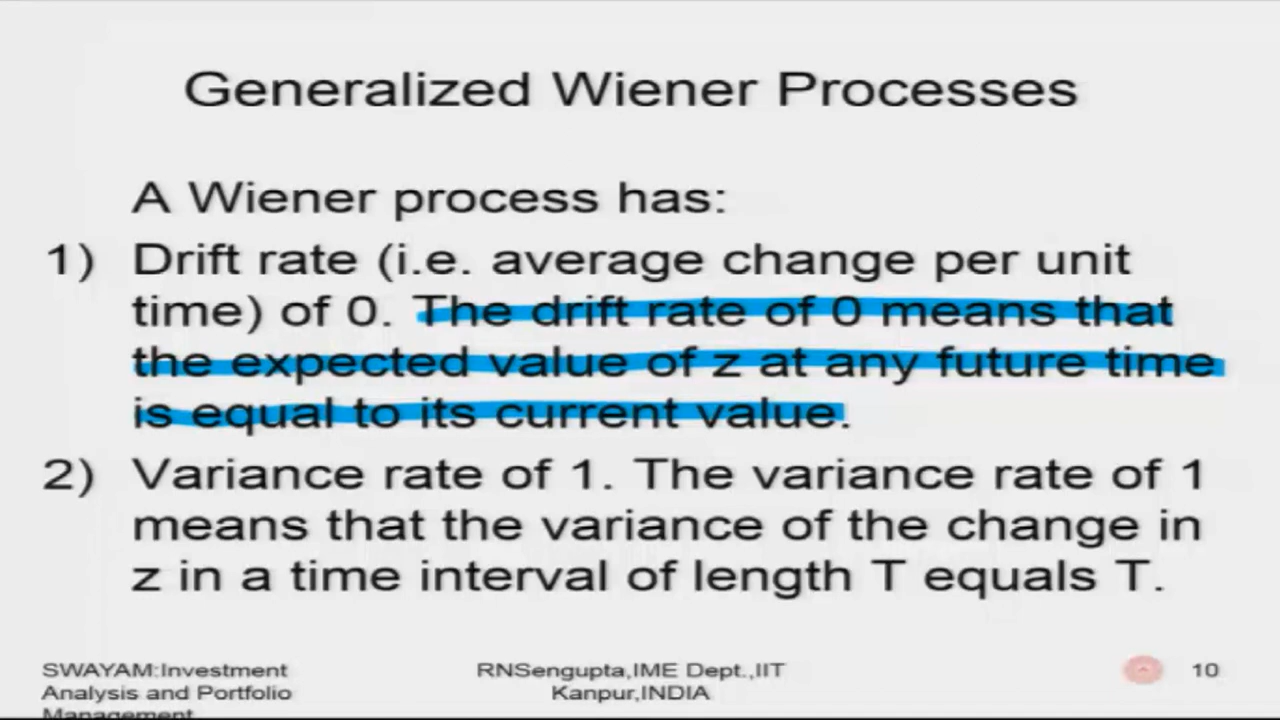 Generalized Wiener Processes
A Wiener process has:
1) Drift rate (i.e. average change per unit
time) of 0. The drift rate of 0 means that
the expected value of z at any future time
is equal to its current value.
2) Variance rate of 1. The variance rate of 1
means that the variance of the change in
z in a time interval of length T equals T.
SWAYAM:Investment
Analysis and Portfolio
Management
RNSengupta,IME Dept.,IIT
Kanpur,INDIA
10